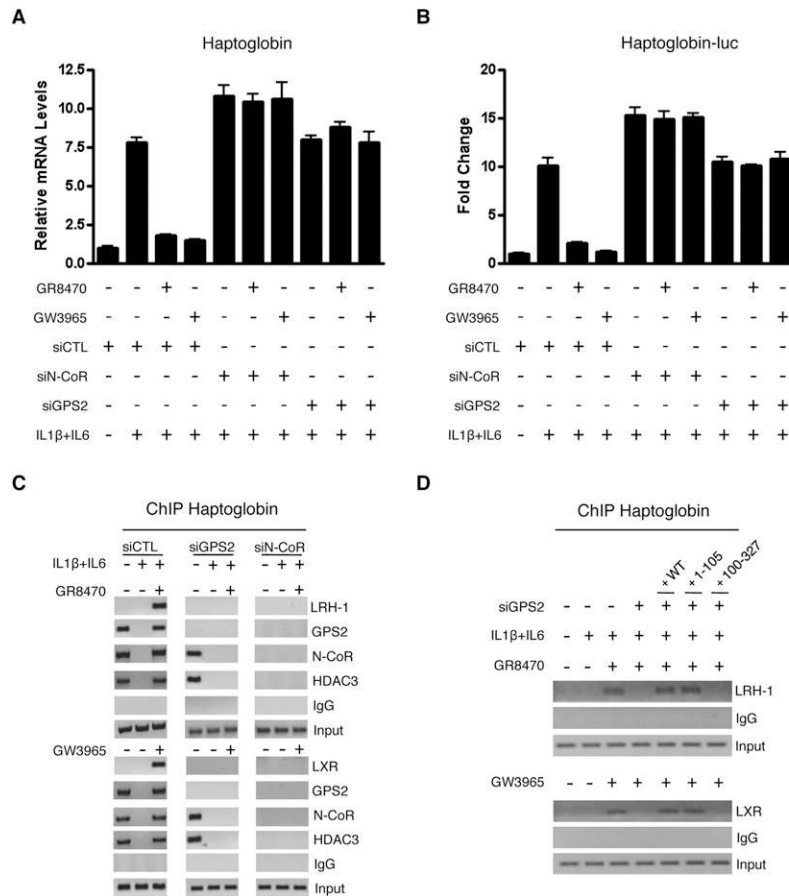 A
Haptoglobin
Relative mRNA Levels
12.5
10.0
7.5
5.0
2.5
0.0
GR8470 - - + - - + - - + -
GW3965 - - - + - - + - - +
siCTL + + + + - - - - - -
siN-CoR - - - - + + + - - -
siGPS2 - - - - - - - + + +
IL1β+IL6 - + + + + + + + + +
B
Haptoglobin-luc
Fold Change
20
15
10
5
0
GR8470 - - + - - + - - + -
GW3965 - - - + - - + - - +
siCTL + + + + - - - - - -
siN-CoR - - - - + + + - - -
siGPS2 - - - - - - - + + +
IL1β+IL6 - + + + + + + + + +
C
ChIP Haptoglobin
siCTL siGPS2 siN-CoR
IL1β+IL6 - + + - + + - + +
GR8470 + + +
LRH-1
GPS2
N-CoR
HDAC3
IgG
Input
GW3965 - - + - - + - - +
LXR
GPS2
N-CoR
HDAC3
IgG
Input
D
ChIP Haptoglobin
+ WT + 1-105 + 100-327
siGPS2 - - - + + + +
IL1β+IL6 - + + + + + +
GR8470 - - + + + + +
LRH-1
IgG
Input
GW3965 - - + + + + +
LXR
IgG
Input